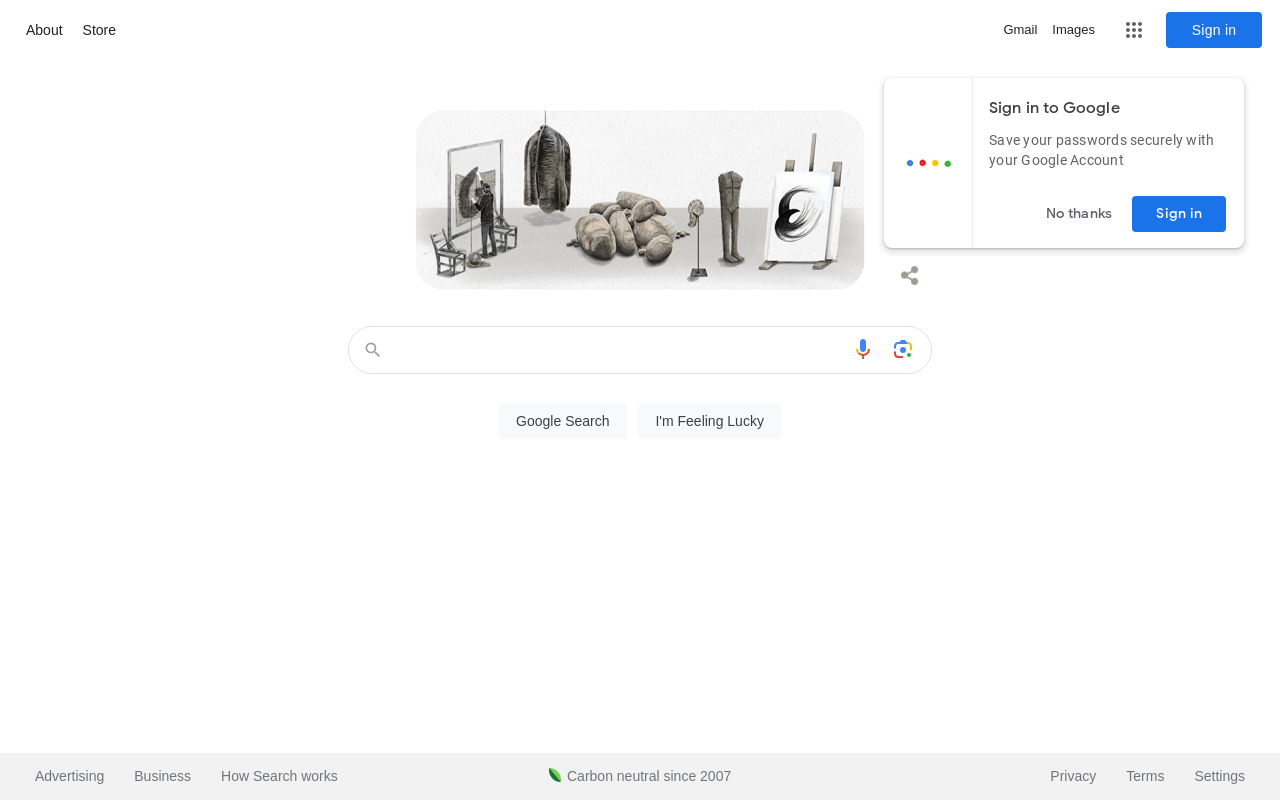 About
Store
Gmail
Images
Sign in
Sign in to Google
Save your passwords securely with
your Google Account
No thanks
Sign in
Google Search
I'm Feeling Lucky
Advertising
Business
How Search works
Carbon neutral since 2007
Privacy
Terms
Settings